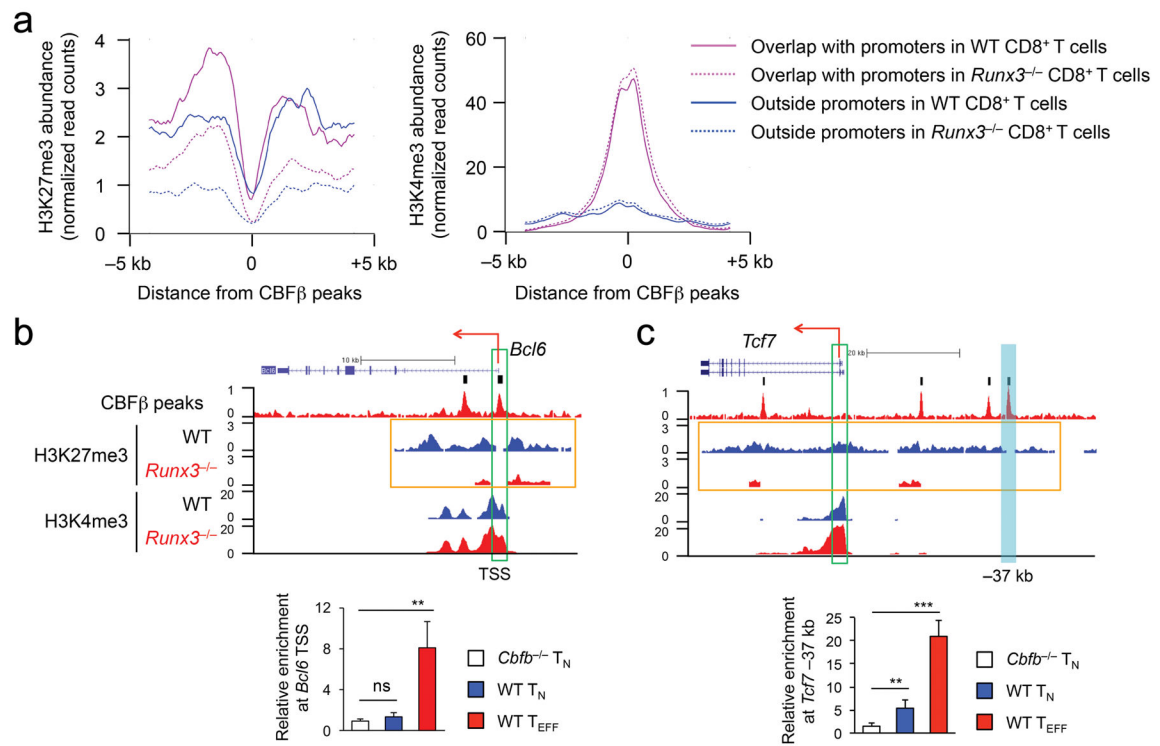 a
H3K27me3 abundance
(normalized read counts)
4
3
2
1
0
–5 kb
0
+5 kb
Distance from CBFβ peaks
H3K4me3 abundance
(normalized read counts)
60
40
20
0
–5 kb
0
+5 kb
Distance from CBFβ peaks
Overlap with promoters in WT CD8+ T cells
Overlap with promoters in Runx3–/– CD8+ T cells
Outside promoters in WT CD8+ T cells
Outside promoters in Runx3–/– CD8+ T cells
b
Bcl6
10 kb
Bcl6
CBFβ peaks
1
0
H3K27me3
WT
3
0
Runx3–/–
3
0
H3K4me3
WT
20
0
Runx3–/–
20
0
TSS
Relative enrichment
at Bcl6 TSS
12
8
4
0
ns
**
Cbfb–/– TN
WT TN
WT TEFF
c
Tcf7
20 kb
1
0
3
0
3
0
20
0
20
0
–37 kb
Relative enrichment
at Tcf7 –37 kb
25
20
15
10
5
0
**
***
Cbfb–/– TN
WT TN
WT TEFF